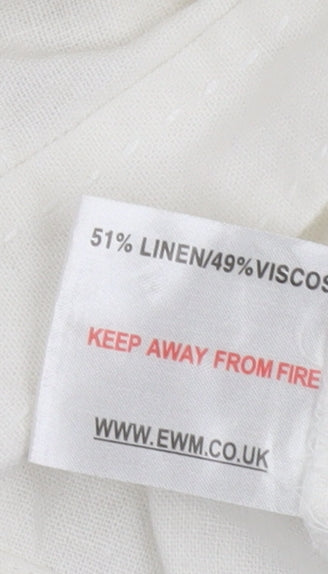 51% LINEN/49%VISCOS
KEEP AWAY FROM FIRE
WWW.EWM.CO.UK